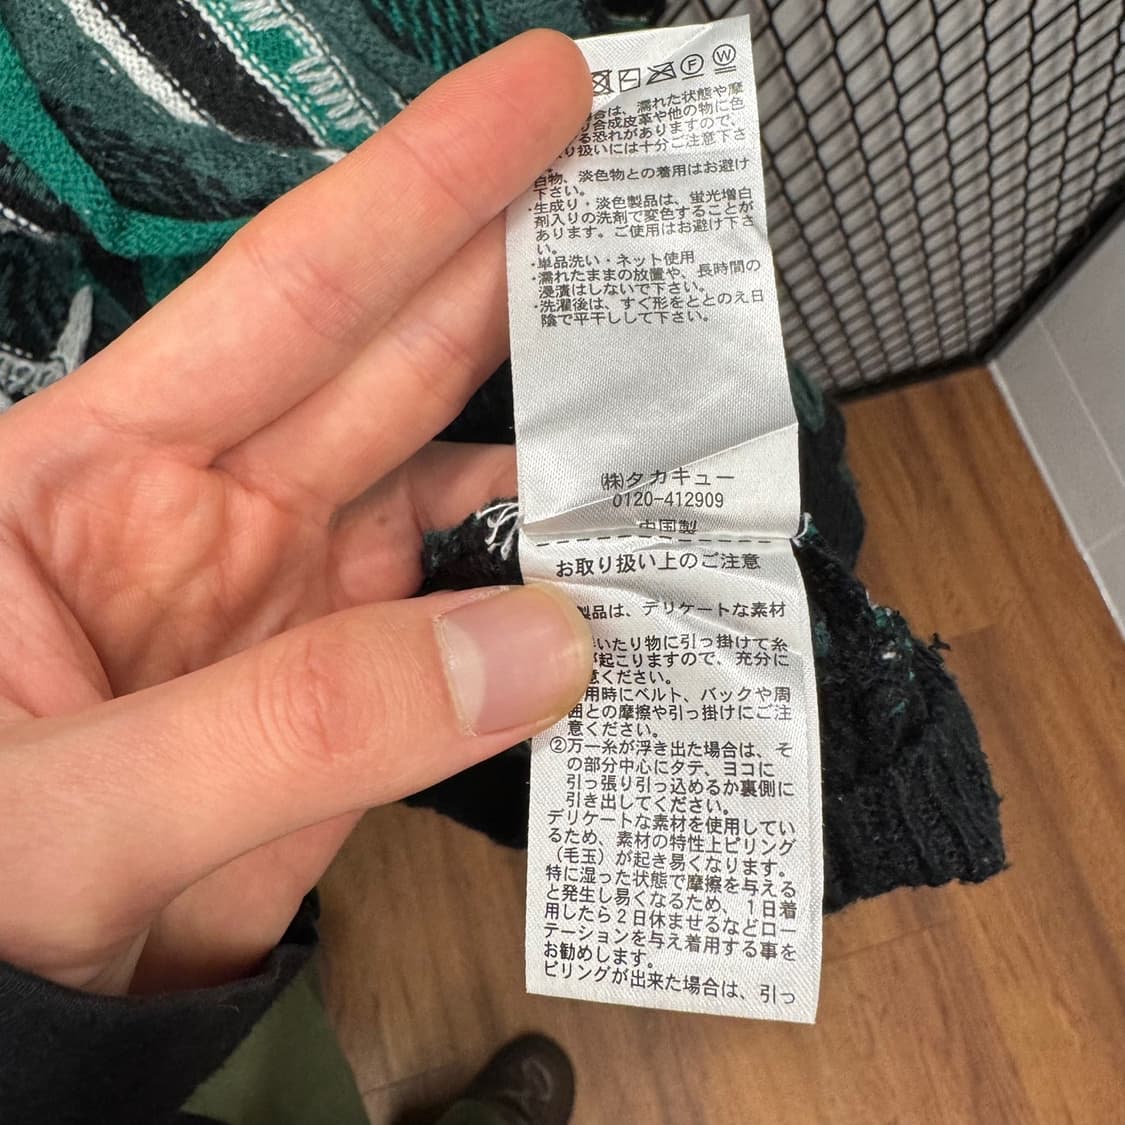 Ⓕ Ⓦ
合は、濡れた状態や摩
り合成皮革や他の物に色
る恐れがありますので、
り扱いには十分ご注意下さ
白物、淡色物との着用はお避け
下さい。
・生成り・淡色製品は、蛍光増白
剤入りの洗剤で変色することが
あります。ご使用はお避け下さ
い。
・単品洗い・ネット使用
・濡れたままの放置や、長時間の
浸漬はしないで下さい。
・洗濯後は、すぐ形をととのえ日
陰で平干しして下さい。
㈱タカキュー
0120-412909
中国製
お取り扱い上のご注意
製品は、デリケートな素材
いたり物に引っ掛けて糸
が起こりますので、充分に
意ください。
用時にベルト、バックや周
囲との摩擦や引っ掛けにご注
意ください。
②万一糸が浮き出た場合は、そ
の部分中心にタテ、ヨコに
引っ張り引っ込めるか裏側に
引き出してください。
デリケートな素材を使用してい
るため、素材の特性上ピリング
（毛玉）が起き易くなります。
特に湿った状態で摩擦を与える
と発生し易くなるため、1日着
用したら2日休ませるなどロー
テーションを与え着用する事を
お勧めします。
ピリングが出来た場合は、引っ